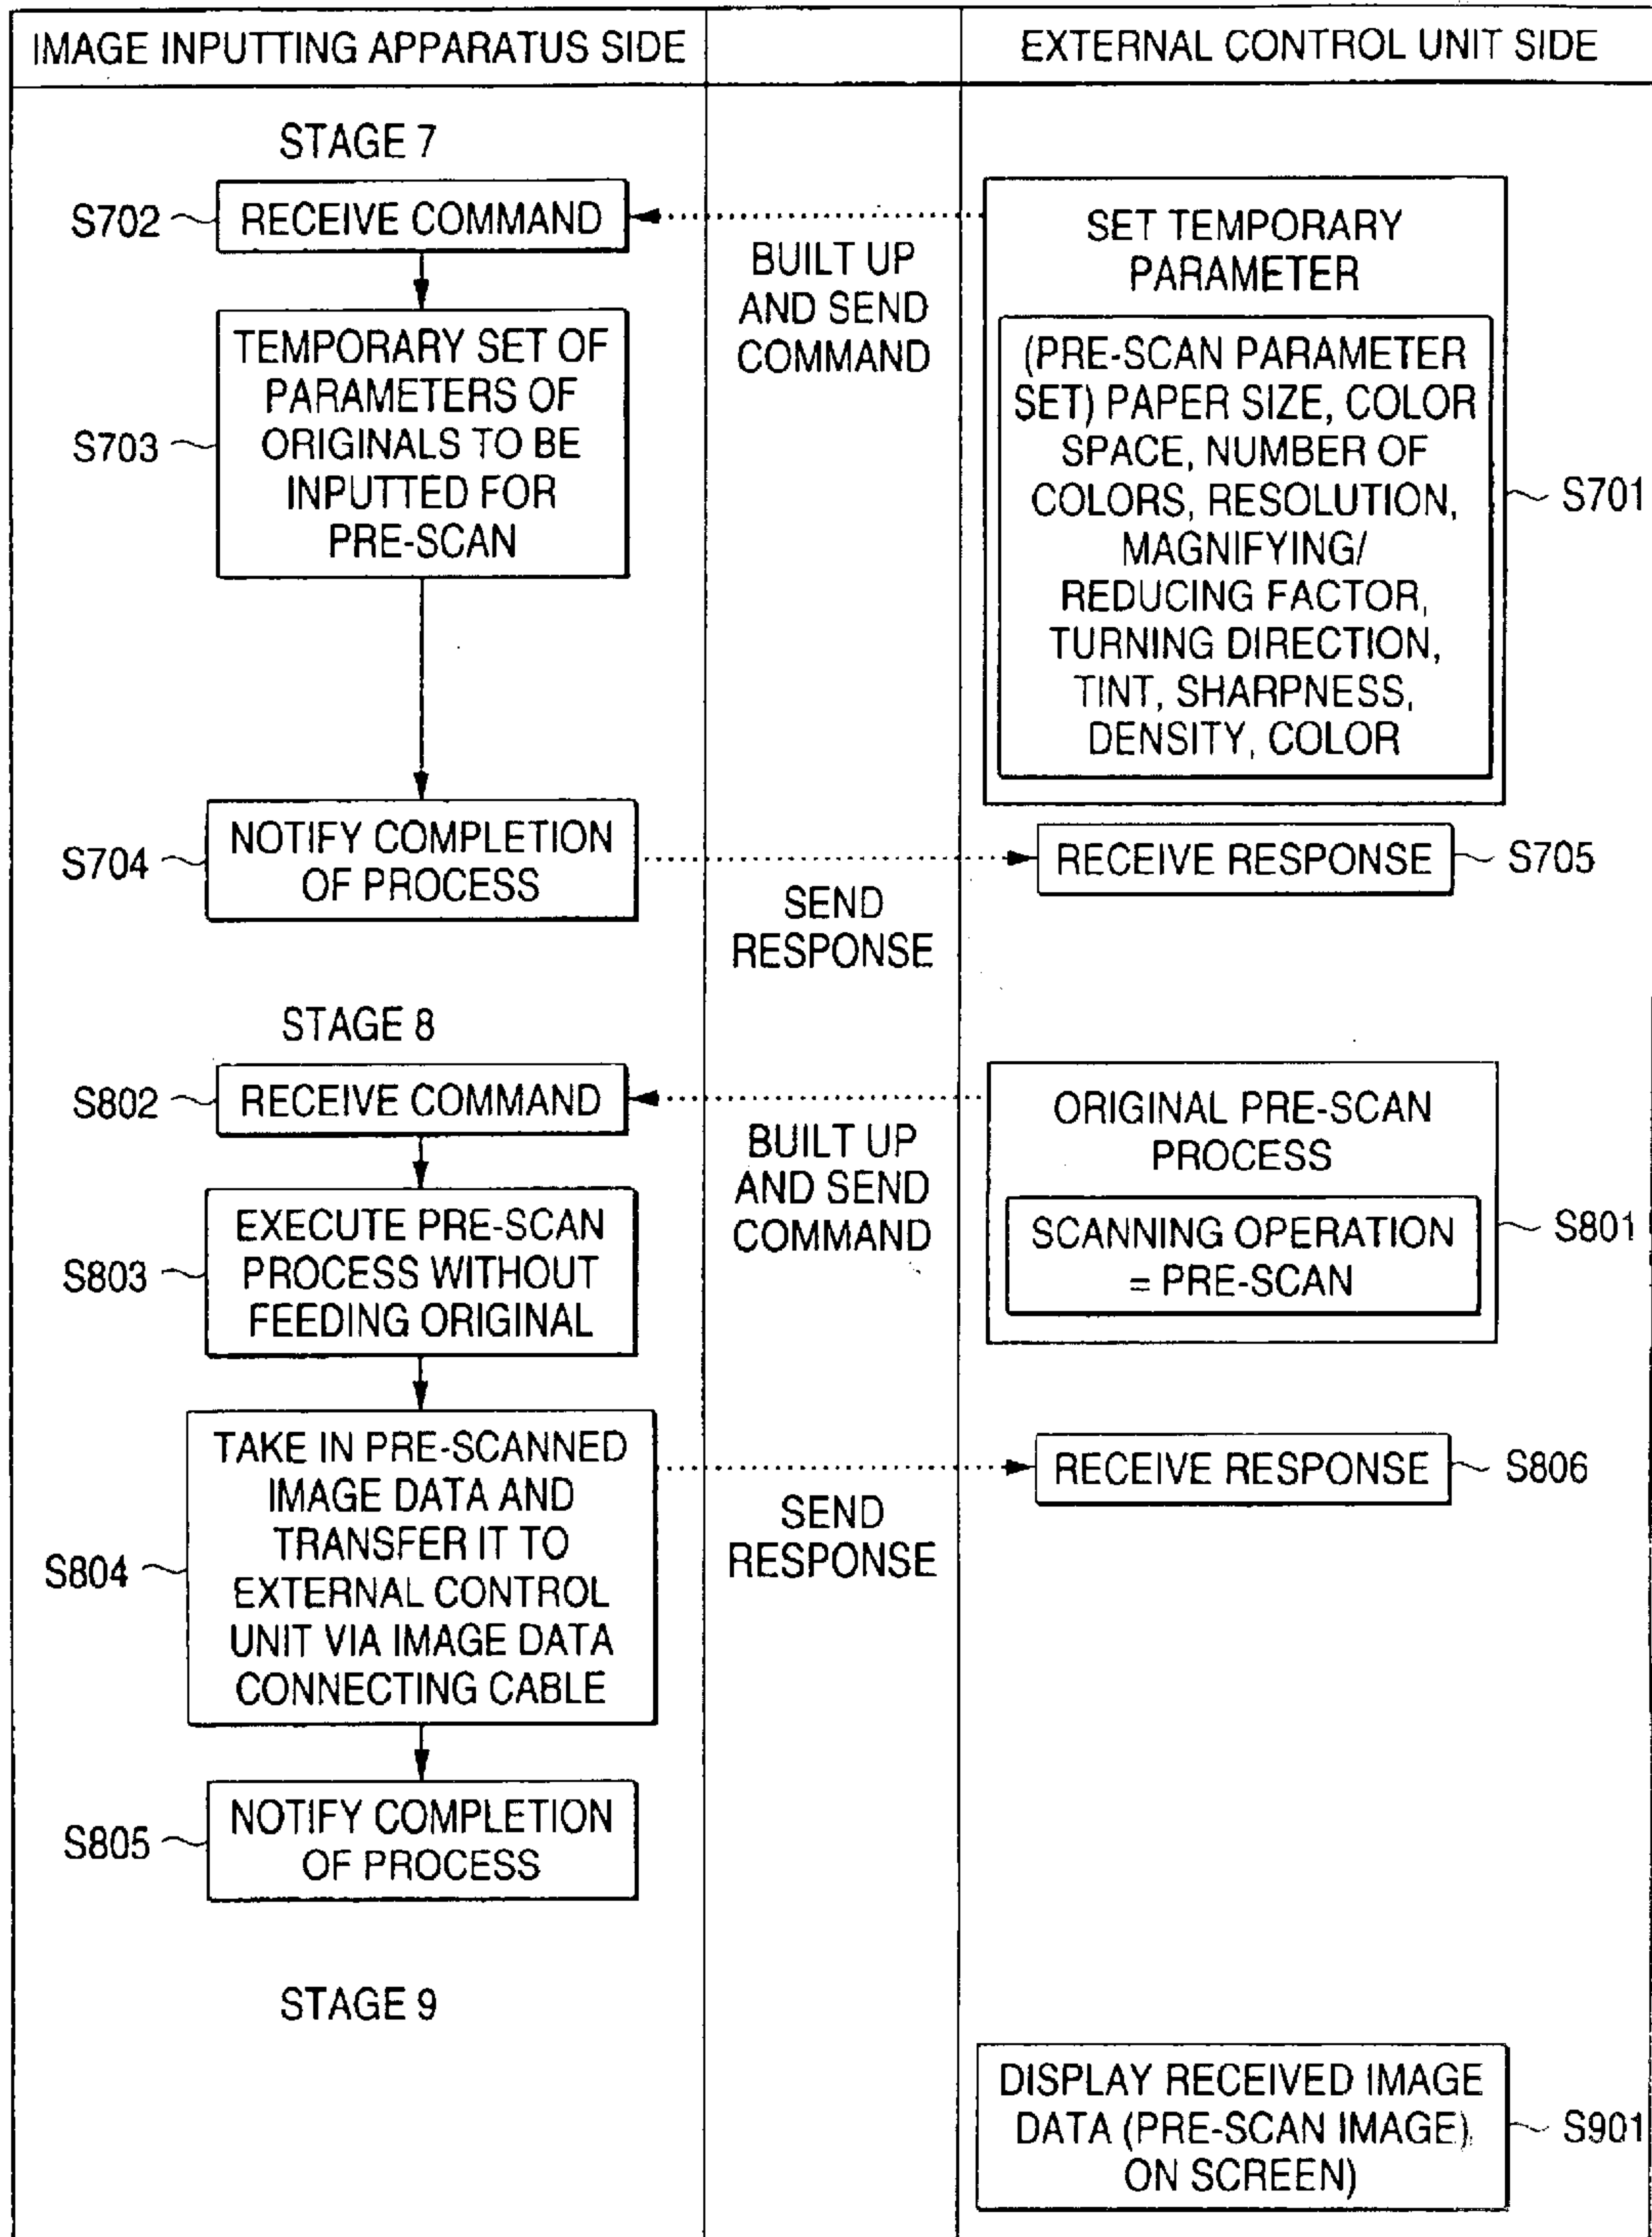 IMAGE INPUTTING APPARATUS SIDE
EXTERNAL CONTROL UNIT SIDE
STAGE 7
S702
RECEIVE COMMAND
BUILT UP
AND SEND
COMMAND
SET TEMPORARY
PARAMETER
(PRE-SCAN PARAMETER
SET) PAPER SIZE, COLOR
SPACE, NUMBER OF
COLORS, RESOLUTION,
MAGNIFYING/
REDUCING FACTOR,
TURNING DIRECTION,
TINT, SHARPNESS,
DENSITY, COLOR
S701
S703
TEMPORARY SET OF
PARAMETERS OF
ORIGINALS TO BE
INPUTTED FOR
PRE-SCAN
S704
NOTIFY COMPLETION
OF PROCESS
SEND
RESPONSE
RECEIVE RESPONSE
S705
STAGE 8
S802
RECEIVE COMMAND
BUILT UP
AND SEND
COMMAND
ORIGINAL PRE-SCAN
PROCESS
SCANNING OPERATION
= PRE-SCAN
S801
S803
EXECUTE PRE-SCAN
PROCESS WITHOUT
FEEDING ORIGINAL
S804
TAKE IN PRE-SCANNED
IMAGE DATA AND
TRANSFER IT TO
EXTERNAL CONTROL
UNIT VIA IMAGE DATA
CONNECTING CABLE
SEND
RESPONSE
RECEIVE RESPONSE
S806
S805
NOTIFY COMPLETION
OF PROCESS
STAGE 9
DISPLAY RECEIVED IMAGE
DATA (PRE-SCAN IMAGE)
ON SCREEN)
S901